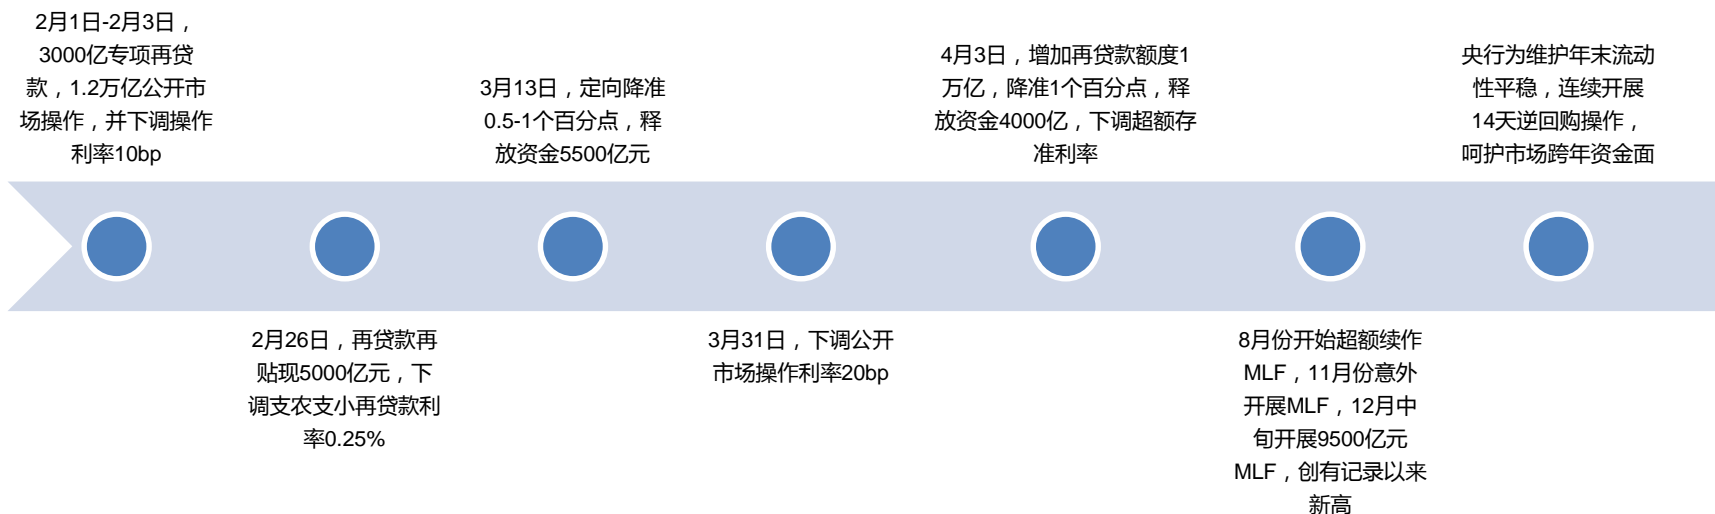 2月1日-2月3日，
3000亿专项再贷
款，1.2万亿公开市
场操作，并下调操作
利率10bp
2月26日，再贷款再
贴现5000亿元，下
调支农支小再贷款利
率0.25%
3月13日，定向降准
0.5-1个百分点，释
放资金5500亿元
3月31日，下调公开
市场操作利率20bp
4月3日，增加再贷款额度1
万亿，降准1个百分点，释
放资金4000亿，下调超额存
准利率
8月份开始超额续作
MLF，11月份意外
开展MLF，12月中
旬开展9500亿元
MLF，创有记录以来
新高
央行为维护年末流动
性平稳，连续开展
14天逆回购操作，
呵护市场跨年资金面